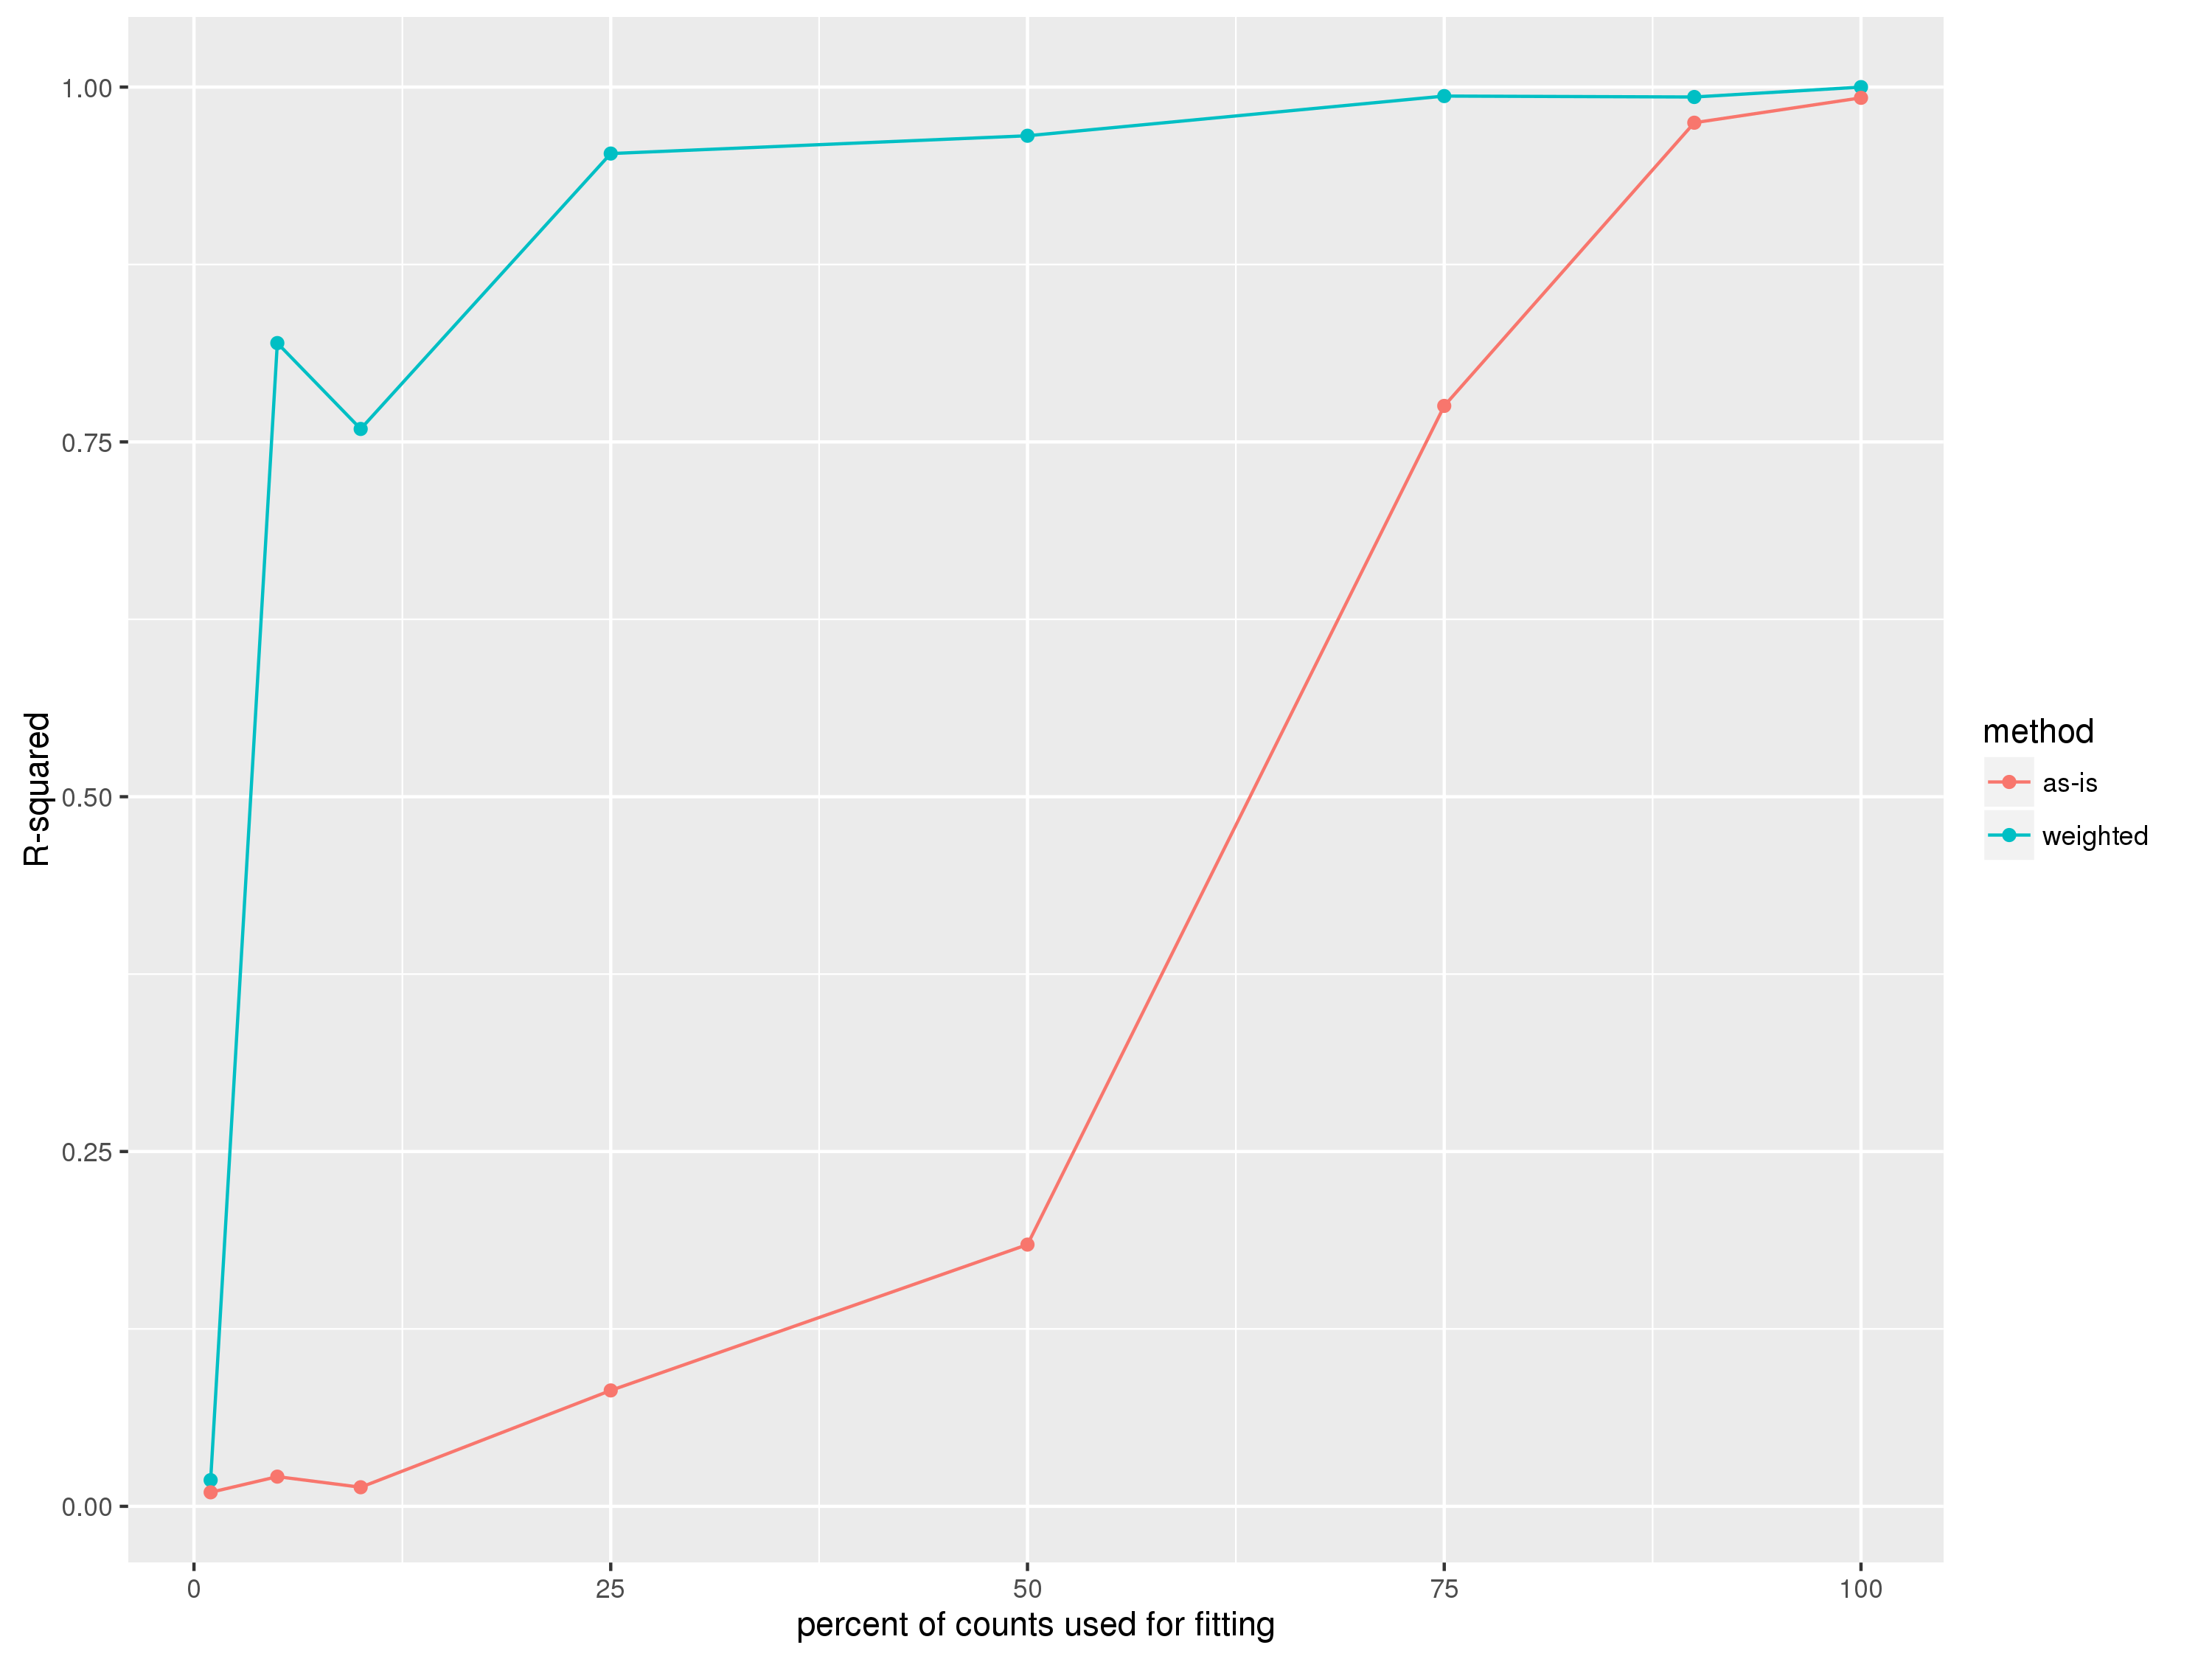 1.00
0.75
0.50
0.25
0.00
R-squared
0 25 50 75 100
percent of counts used for fitting
method
as-is
weighted